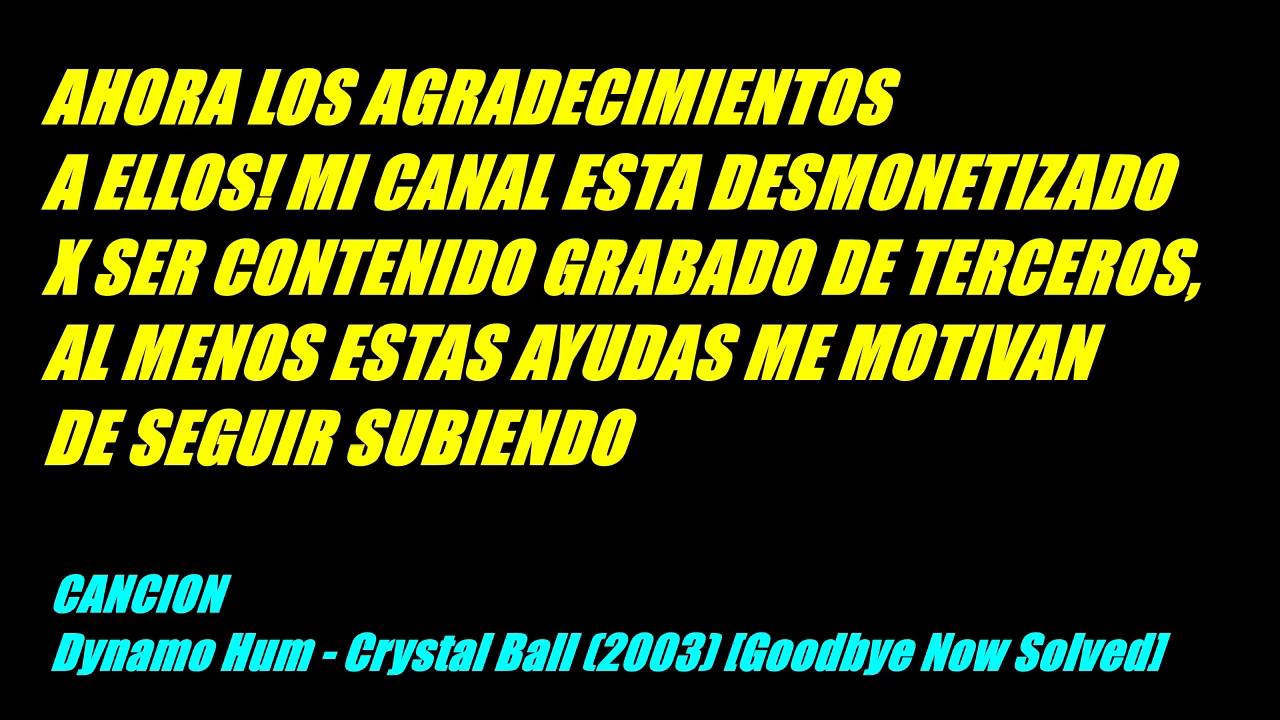 AHORA LOS AGRADECIMIENTOS
A ELLOS! MI CANAL ESTA DESMONETIZADO
X SER CONTENIDO GRABADO DE TERCEROS,
AL MENOS ESTAS AYUDAS ME MOTIVAN
DE SEGUIR SUBIENDO
CANCION
Dynamo Hum - Crystal Ball (2003) [Goodbye Now Solved]